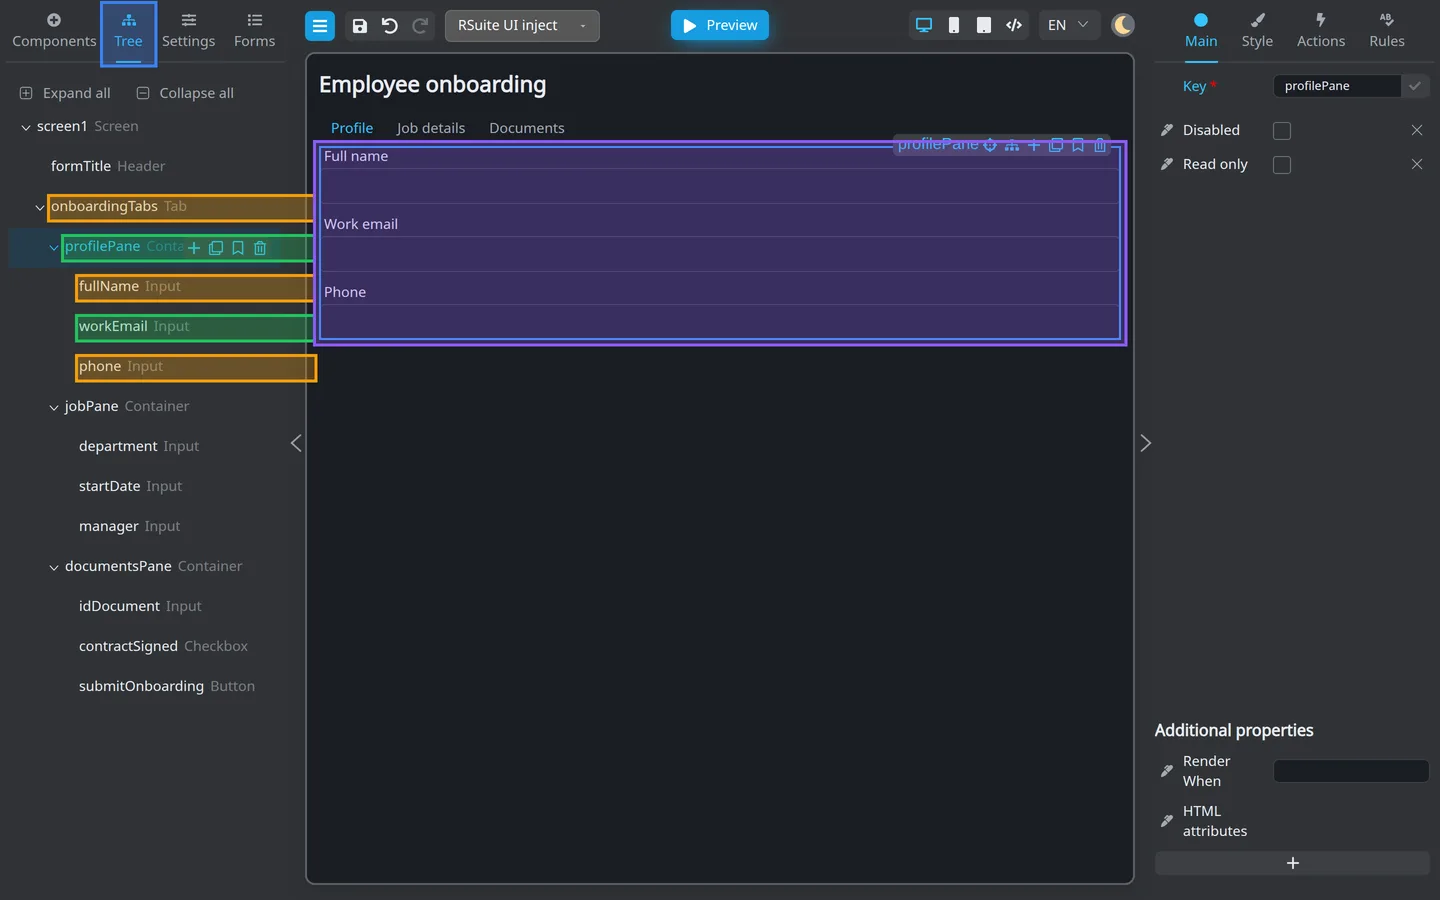 Components Tree Settings Forms
RSuite UI inject
Preview
EN
Main Style Actions Rules
Expand all Collapse all
screen1 Screen
formTitle Header
onboardingTabs Tab
profilePane Conta
fullName Input
workEmail Input
phone Input
jobPane Container
department Input
startDate Input
manager Input
documentsPane Container
idDocument Input
contractSigned Checkbox
submitOnboarding Button
Employee onboarding
Profile Job details Documents
profilePane
Full name
Work email
Phone
Key * profilePane
Disabled
Read only
Additional properties
Render
When
HTML
attributes